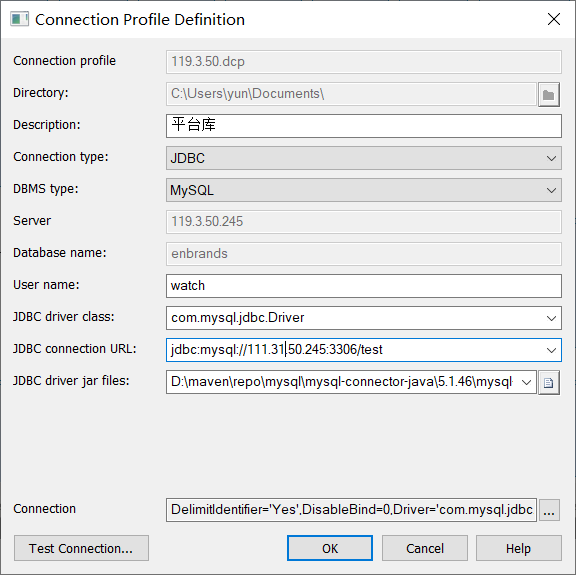 Connection Profile Definition
Connection profile 119.3.50.dcp
Directory: C:\Users\yun\Documents\
Description: 平台库
Connection type: JDBC
DBMS type: MySQL
Server 119.3.50.245
Database name: enbrands
User name: watch
JDBC driver class: com.mysql.jdbc.Driver
JDBC connection URL: jdbc:mysql://111.31.50.245:3306/test
JDBC driver jar files: D:\maven\repo\mysql\mysql-connector-java\5.1.46\mysql-
Connection DelimitIdentifier='Yes',DisableBind=0,Driver='com.mysql.jdbc ...
Test Connection... OK Cancel Help